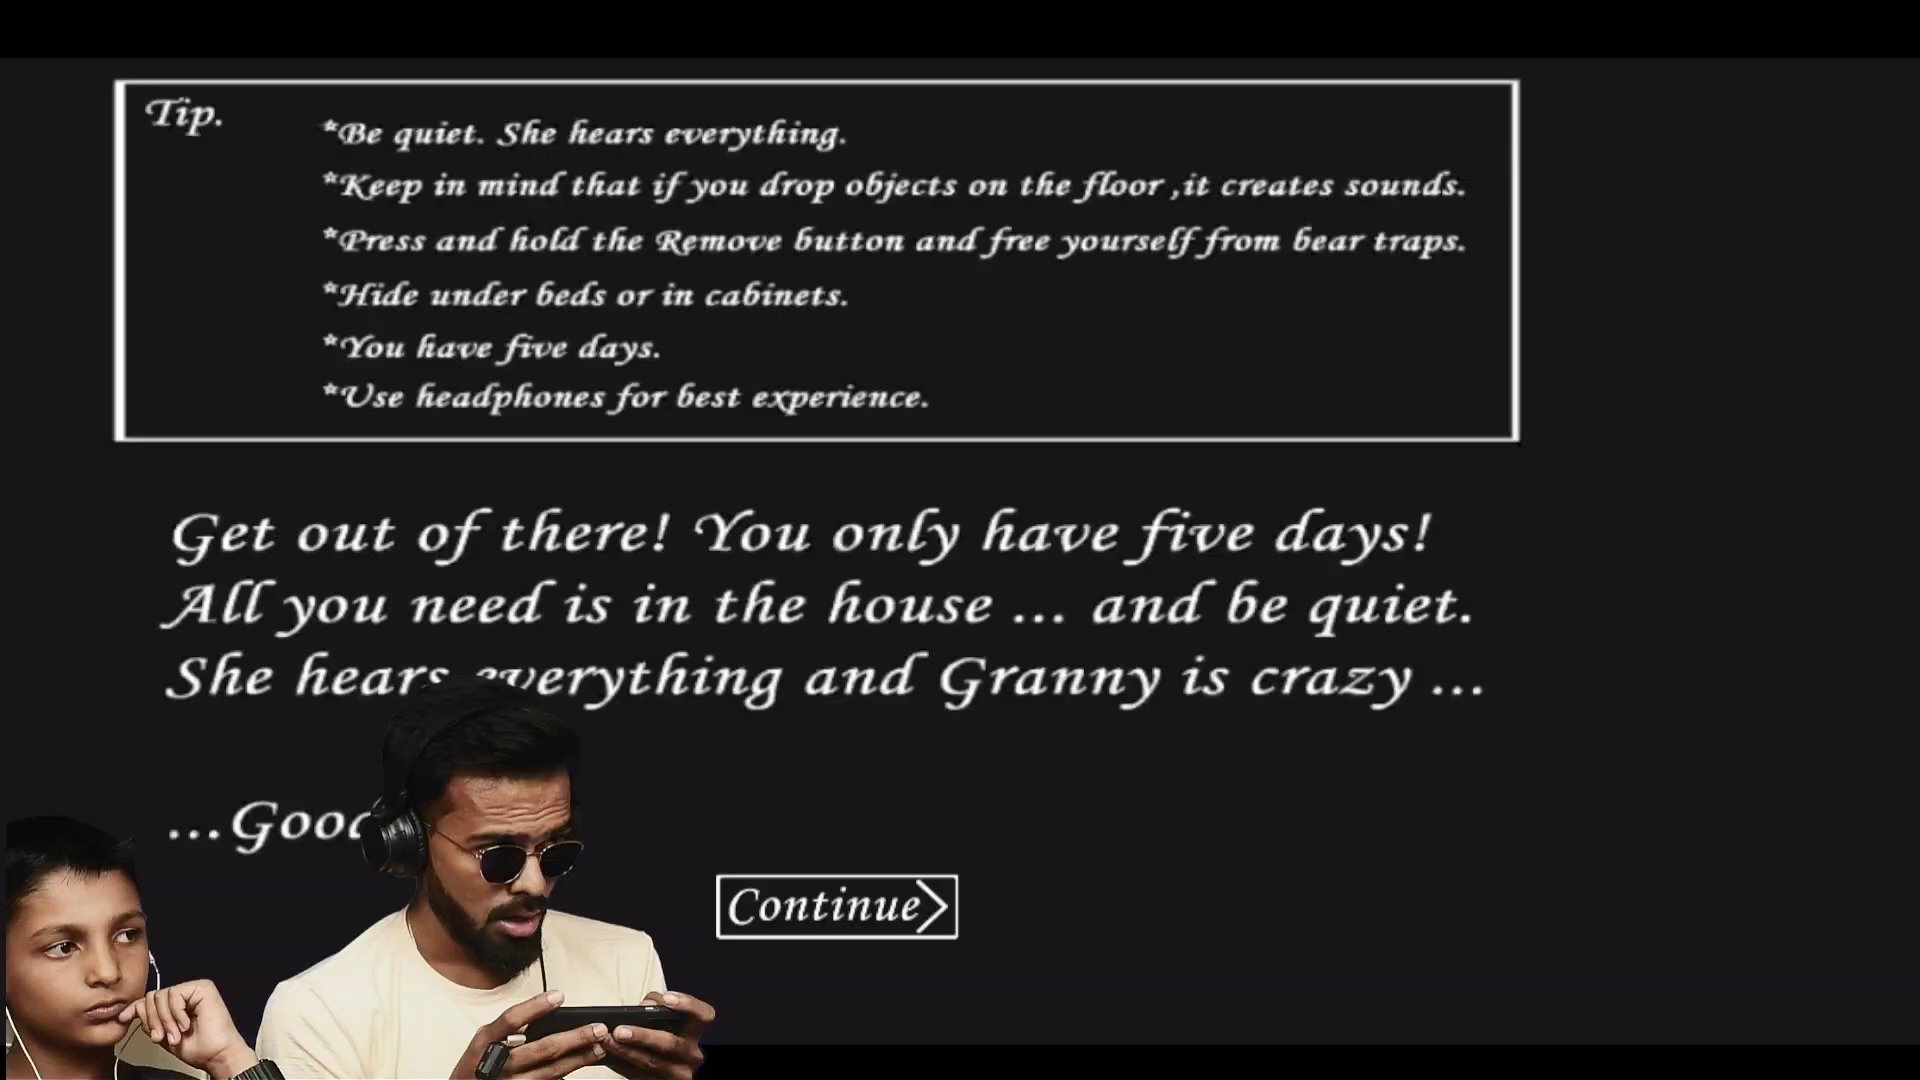 Tip.
*Be quiet. She hears everything.
*Keep in mind that if you drop objects on the floor ,it creates sounds.
*Press and hold the Remove button and free yourself from bear traps.
*Hide under beds or in cabinets.
*You have five days.
*Use headphones for best experience.
Get out of there! You only have five days!
All you need is in the house ... and be quiet.
She hears everything and Granny is crazy ...
...Good
Continue>